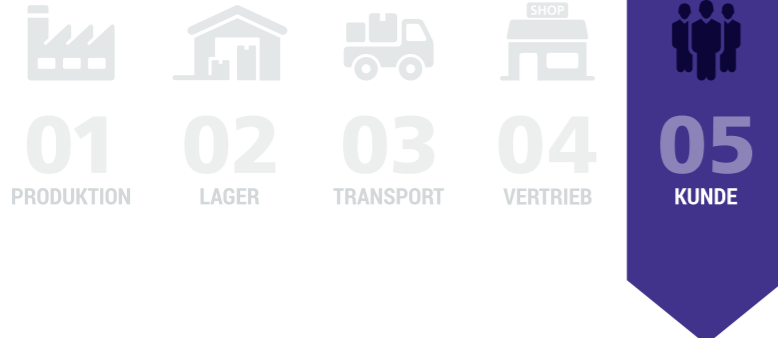 SHOP
01 02 03 04 05
PRODUKTION LAGER TRANSPORT VERTRIEB KUNDE